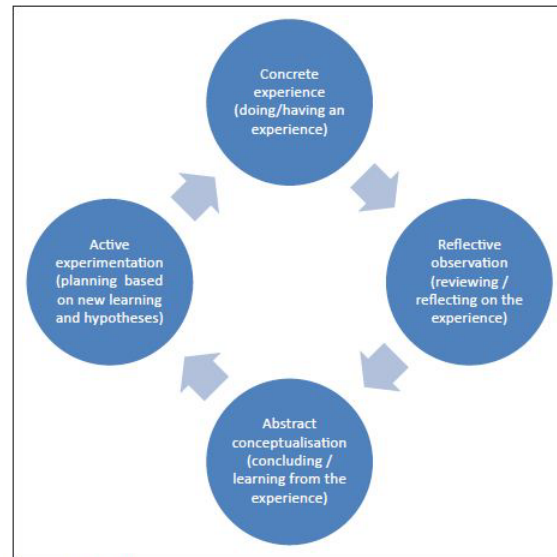 Concrete
experience
(doing/having an
experience)
Reflective
observation
(reviewing /
reflecting on the
experience)
Abstract
conceptualisation
(concluding /
learning from the
experience)
Active
experimentation
(planning based
on new learning
and hypotheses)